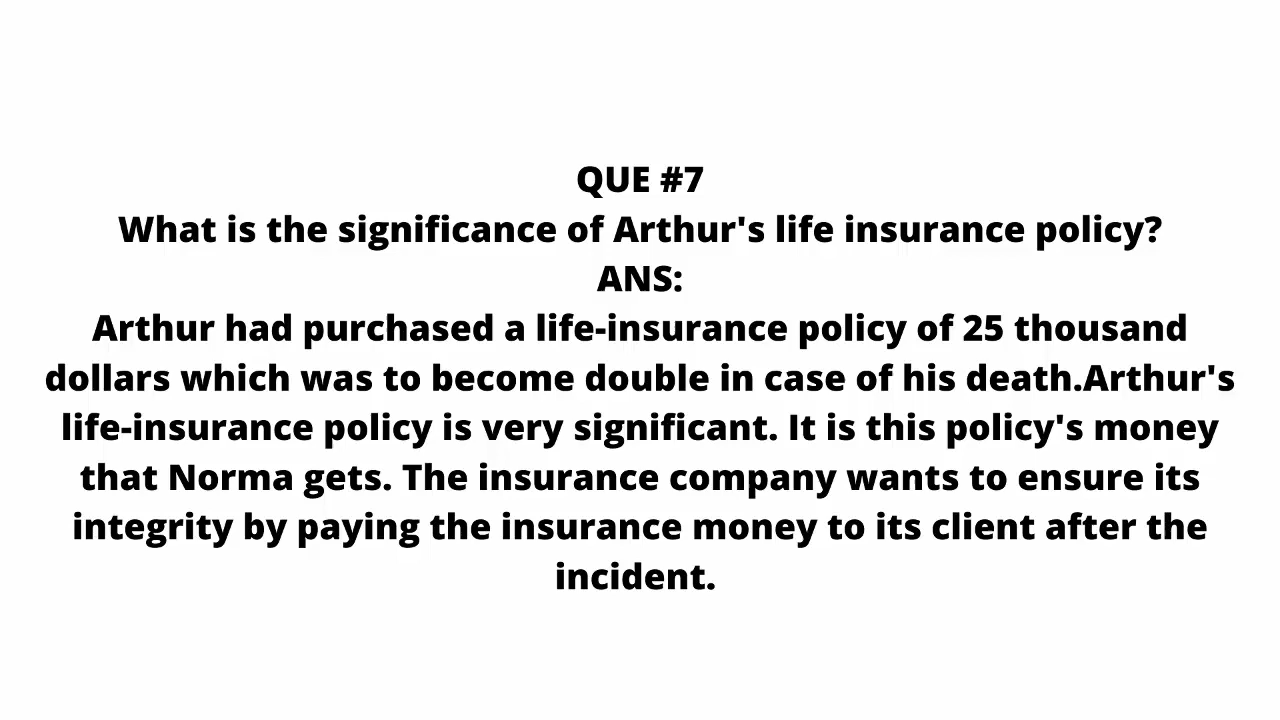 QUE #7
What is the significance of Arthur's life insurance policy?
ANS:
Arthur had purchased a life-insurance policy of 25 thousand
dollars which was to become double in case of his death.Arthur's
life-insurance policy is very significant. It is this policy's money
that Norma gets. The insurance company wants to ensure its
integrity by paying the insurance money to its client after the
incident.